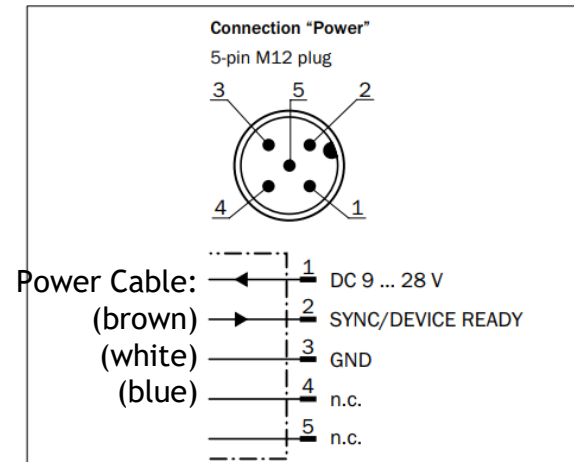 Connection “Power”
5-pin M12 plug
3 5 2
4 1
Power Cable: 1 DC 9 ... 28 V
(brown) 2 SYNC/DEVICE READY
(white) 3 GND
(blue) 4 n.c.
5 n.c.